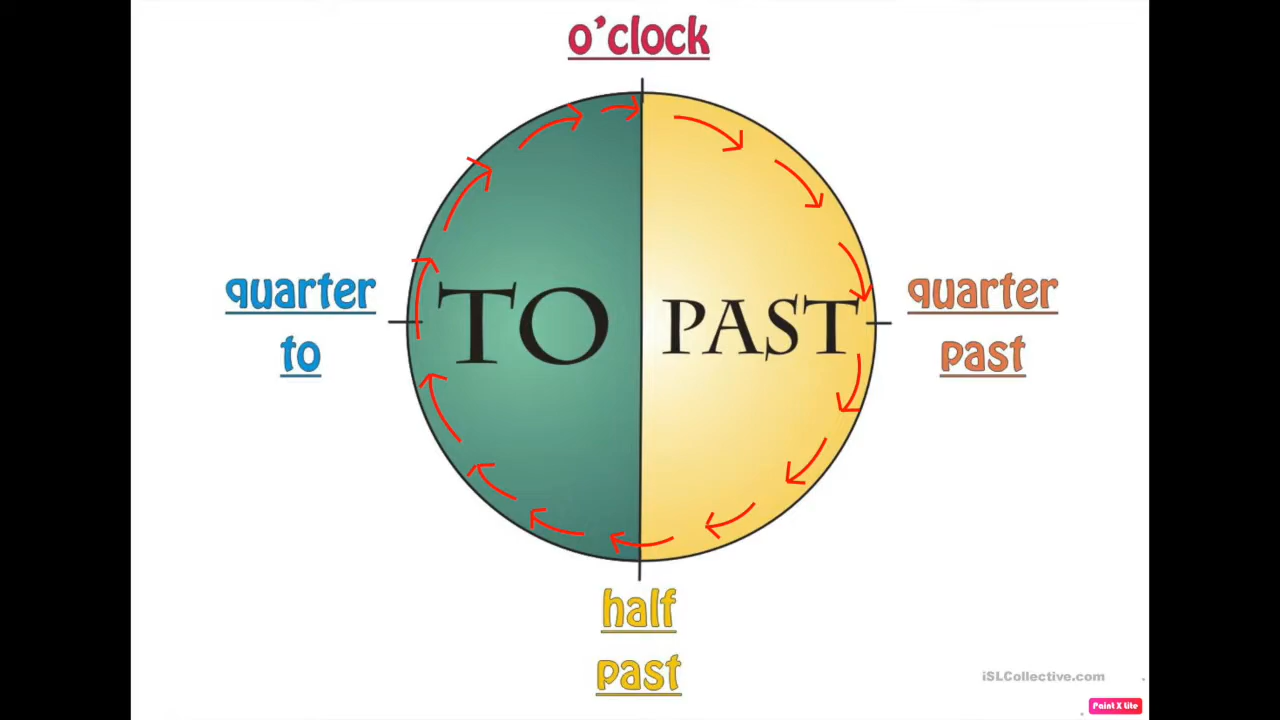 o'clock
quarter
to
TO
PAST
quarter
past
half
past
iSLCollective.com
Paint X lite